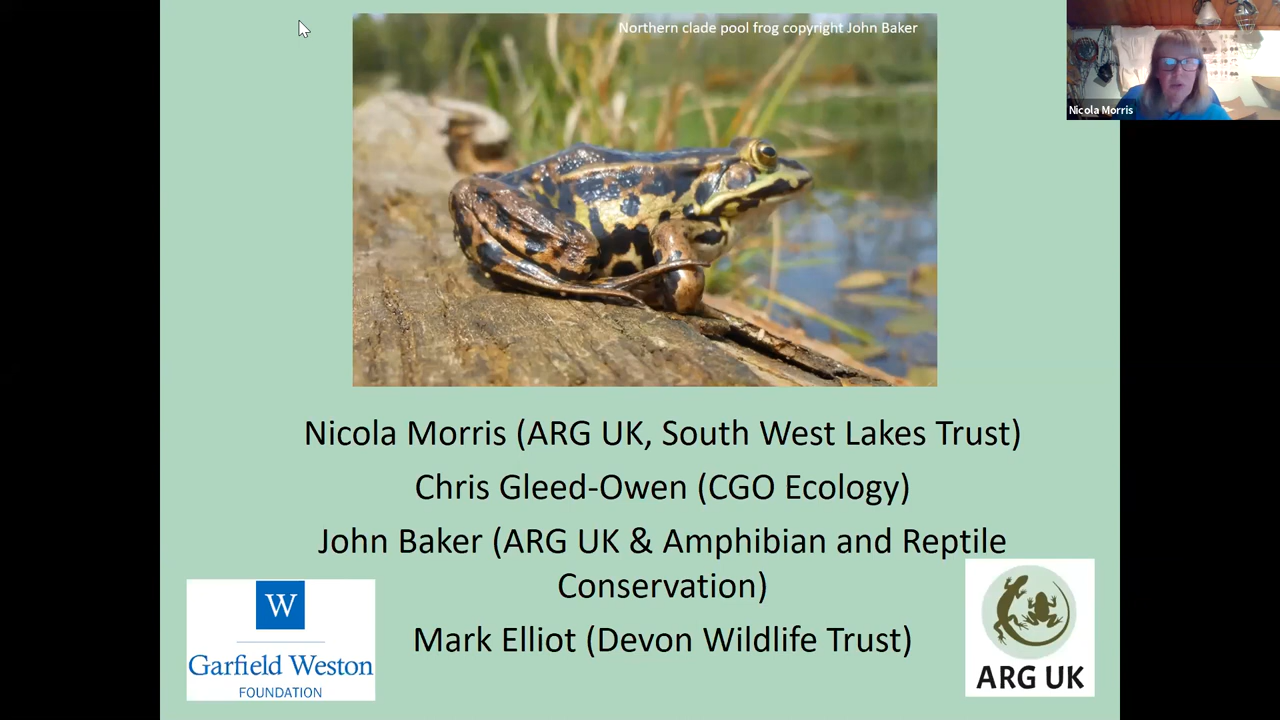 Northern clade pool frog copyright John Baker
Nicola Morris
Nicola Morris (ARG UK, South West Lakes Trust)
Chris Gleed-Owen (CGO Ecology)
John Baker (ARG UK & Amphibian and Reptile
Conservation)
Mark Elliot (Devon Wildlife Trust)
W
Garfield Weston
FOUNDATION
ARG UK